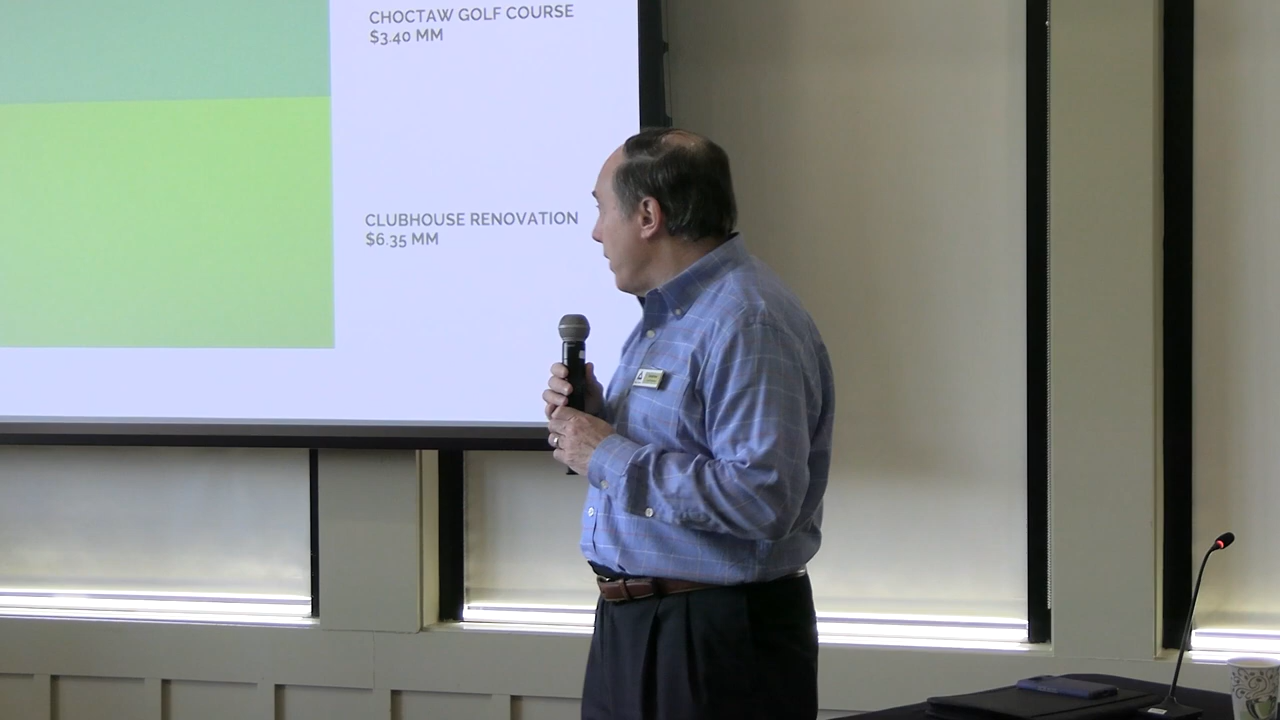 CHOCTAW GOLF COURSE
$3.40 MM
CLUBHOUSE RENOVATION
$6.35 MM